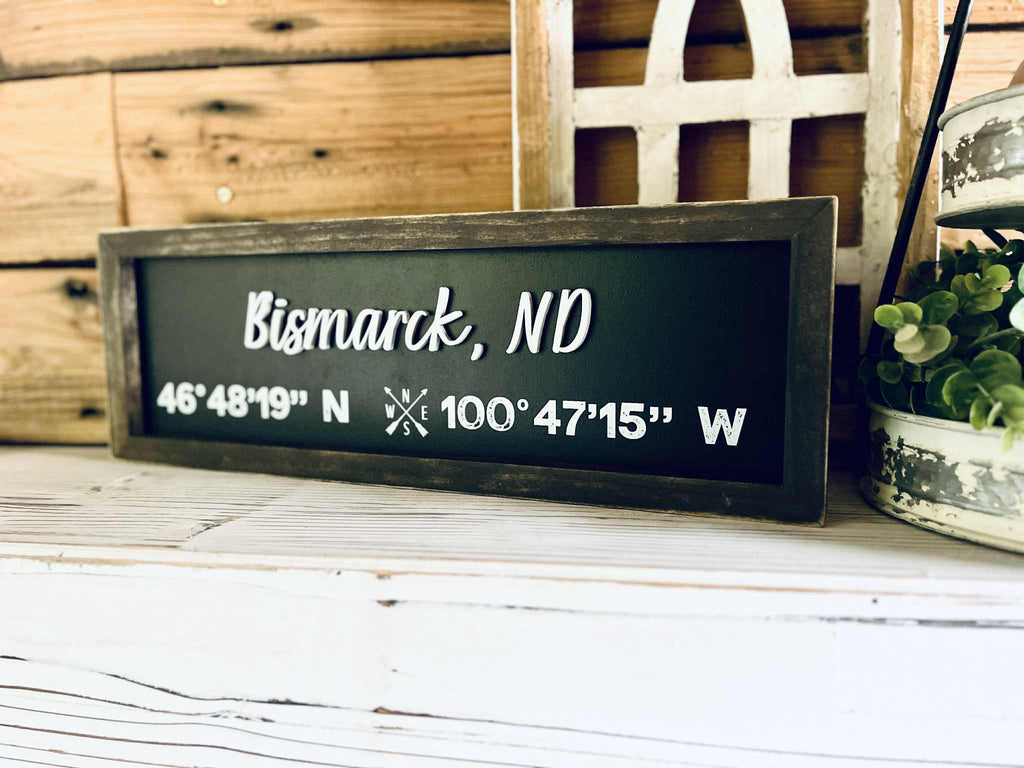 Bismarck, ND
46°48'19” N N W E S 100°47'15” W